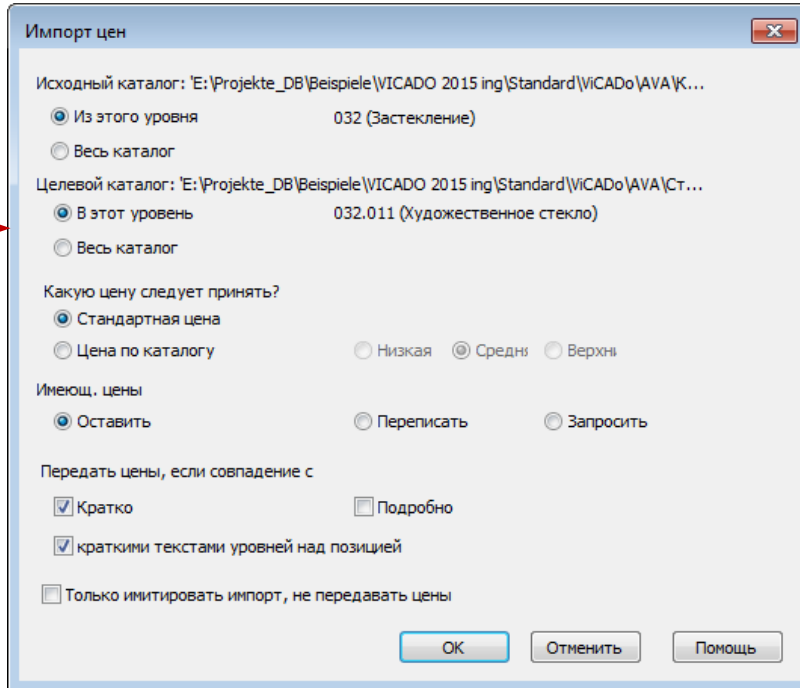 Импорт цен
Исходный каталог: 'E:\Projekte_DB\Beispiele\VICADO 2015 ing\Standard\ViCADo\AVA\К...
Из этого уровня 032 (Застекление)
Весь каталог
Целевой каталог: 'E:\Projekte_DB\Beispiele\VICADO 2015 ing\Standard\ViCADo\AVA\Ст...
В этот уровень 032.011 (Художественное стекло)
Весь каталог
Какую цену следует принять?
Стандартная цена
Цена по каталогу Низкая Средня Верхни
Имеющ. цены
Оставить Переписать Запросить
Передать цены, если совпадение с
Кратко Подробно
краткими текстами уровней над позицией
Только имитировать импорт, не передавать цены
ОК Отменить Помощь